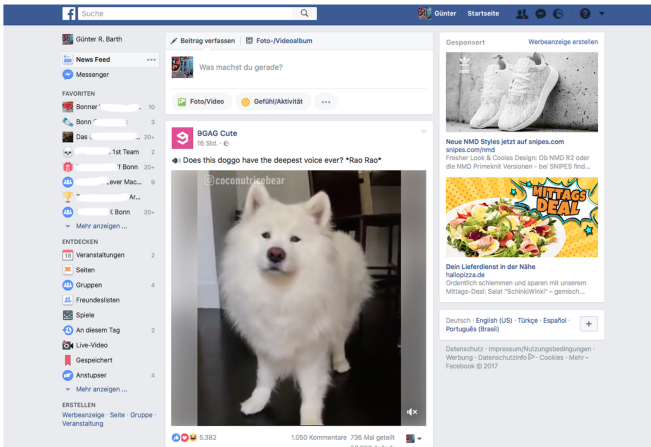 Suche
Günter
Startseite
Günter R. Barth
News Feed
Messenger
FAVORITEN
Bonner ... 10
Bonn 3
Das 20+
1st Team 2
Bonn 20+
ever Mac... 9
Ar...
Bonn 20+
Mehr anzeigen ...
ENTDECKEN
Veranstaltungen 2
Seiten
Gruppen 4
Freundeslisten
Spiele
An diesem Tag 2
Live-Video
Gespeichert
Anstupser 4
Mehr anzeigen ...
ERSTELLEN
Werbeanzeige · Seite · Gruppe ·
Veranstaltung
Beitrag verfassen
Foto-/Videoalbum
Was machst du gerade?
Foto/Video
Gefühl/Aktivität
9GAG Cute
16 Std. ·
Does this doggo have the deepest voice ever? *Rao Rao*
@coconutricebear
5.382
1.050 Kommentare 736 Mal geteilt
Gesponsert
Werbeanzeige erstellen
Neue NMD Styles jetzt auf snipes.com
snipes.com/nmd
Fresher Look & Cooles Design: Ob NMD R2 oder
die NMD Primeknit Versionen – bei SNIPES find...
MITTAGS
DEAL
Dein Lieferdienst in der Nähe
hallopizza.de
Ordentlich schlemmen und sparen mit unserem
Mittags-Deal: Salat "SchinkiWinki" – gemisch...
Deutsch · English (US) · Türkçe · Español ·
Português (Brasil)
Datenschutz · Impressum/Nutzungsbedingungen ·
Werbung · Datenschutzinfo · Cookies · Mehr
Facebook © 2017